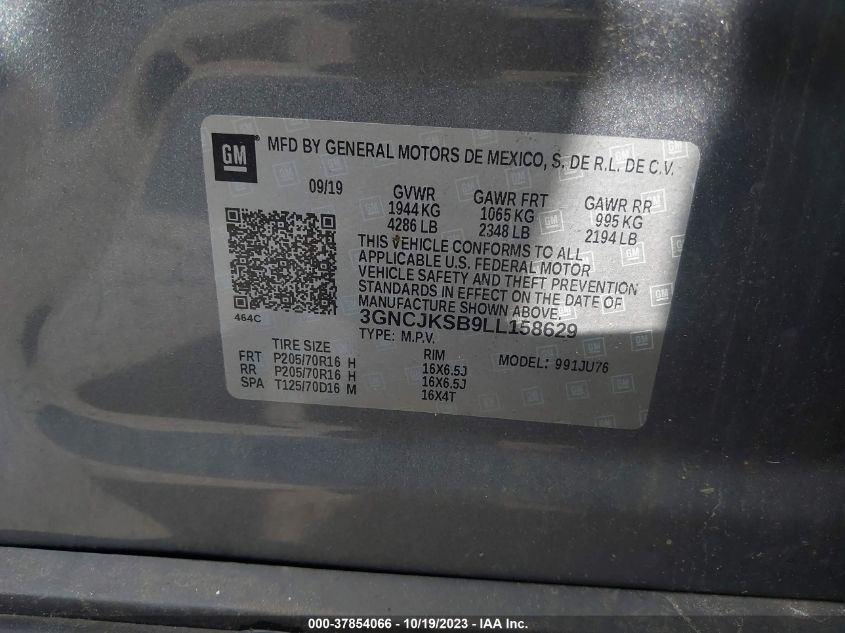 GM ® MFD BY GENERAL MOTORS DE MEXICO, S. DE R.L. DE C.V.
09/19
GVWR GAWR FRT GAWR RR
1944 KG 1065 KG 995 KG
4286 LB 2348 LB 2194 LB
THIS VEHICLE CONFORMS TO ALL
APPLICABLE U.S. FEDERAL MOTOR
VEHICLE SAFETY AND THEFT PREVENTION
STANDARDS IN EFFECT ON THE DATE OF
MANUFACTURE SHOWN ABOVE.
464C
3GNCJKSB9LL158629
TYPE: M.P.V.
TIRE SIZE RIM MODEL: 991JU76
FRT P205/70R16 H 16X6.5J
RR P205/70R16 H 16X6.5J
SPA T125/70D16 M 16X4T
000-37854066 - 10/19/2023 - IAA Inc.